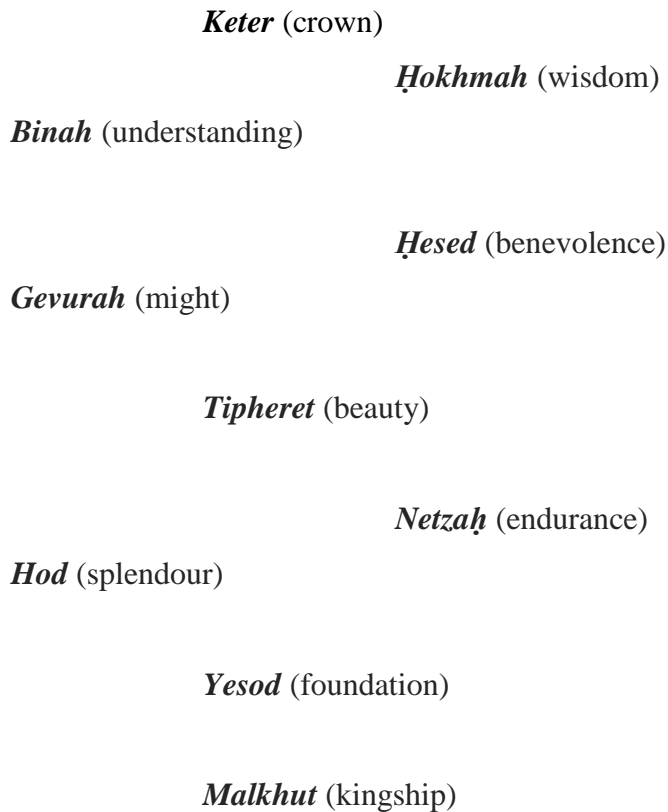 Keter (crown)
Ḥokhmah (wisdom)
Binah (understanding)
Ḥesed (benevolence)
Gevurah (might)
Tipheret (beauty)
Netzaḥ (endurance)
Hod (splendour)
Yesod (foundation)
Malkhut (kingship)